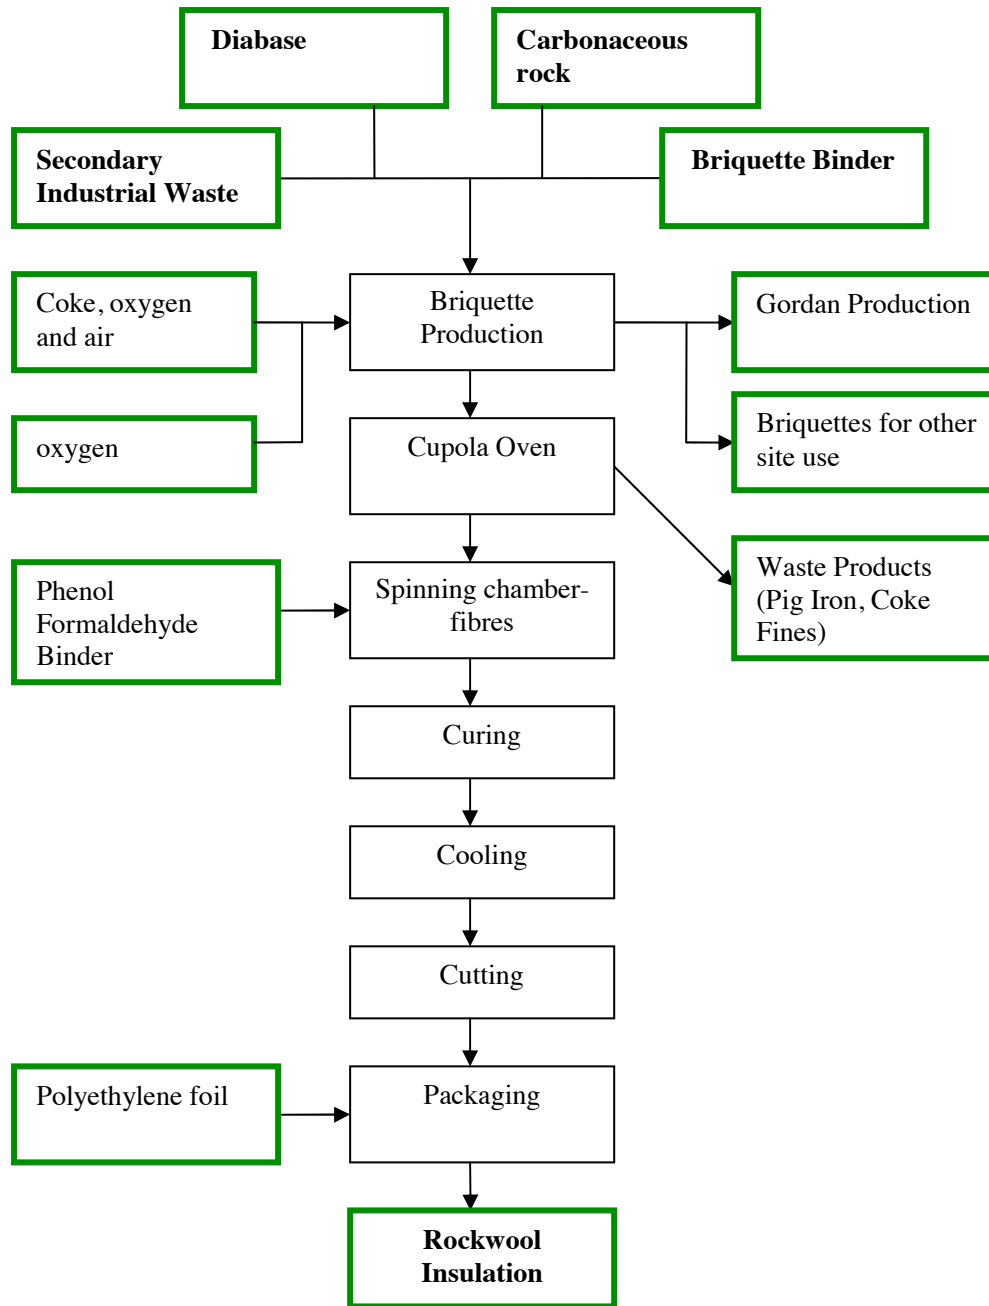 Diabase
Carbonaceous
rock
Secondary
Industrial Waste
Briquette Binder
Coke, oxygen
and air
Briquette
Production
Gordan Production
oxygen
Cupola Oven
Briquettes for other
site use
Phenol
Formaldehyde
Binder
Spinning chamber-
fibres
Waste Products
(Pig Iron, Coke
Fines)
Curing
Cooling
Cutting
Polyethylene foil
Packaging
Rockwool
Insulation